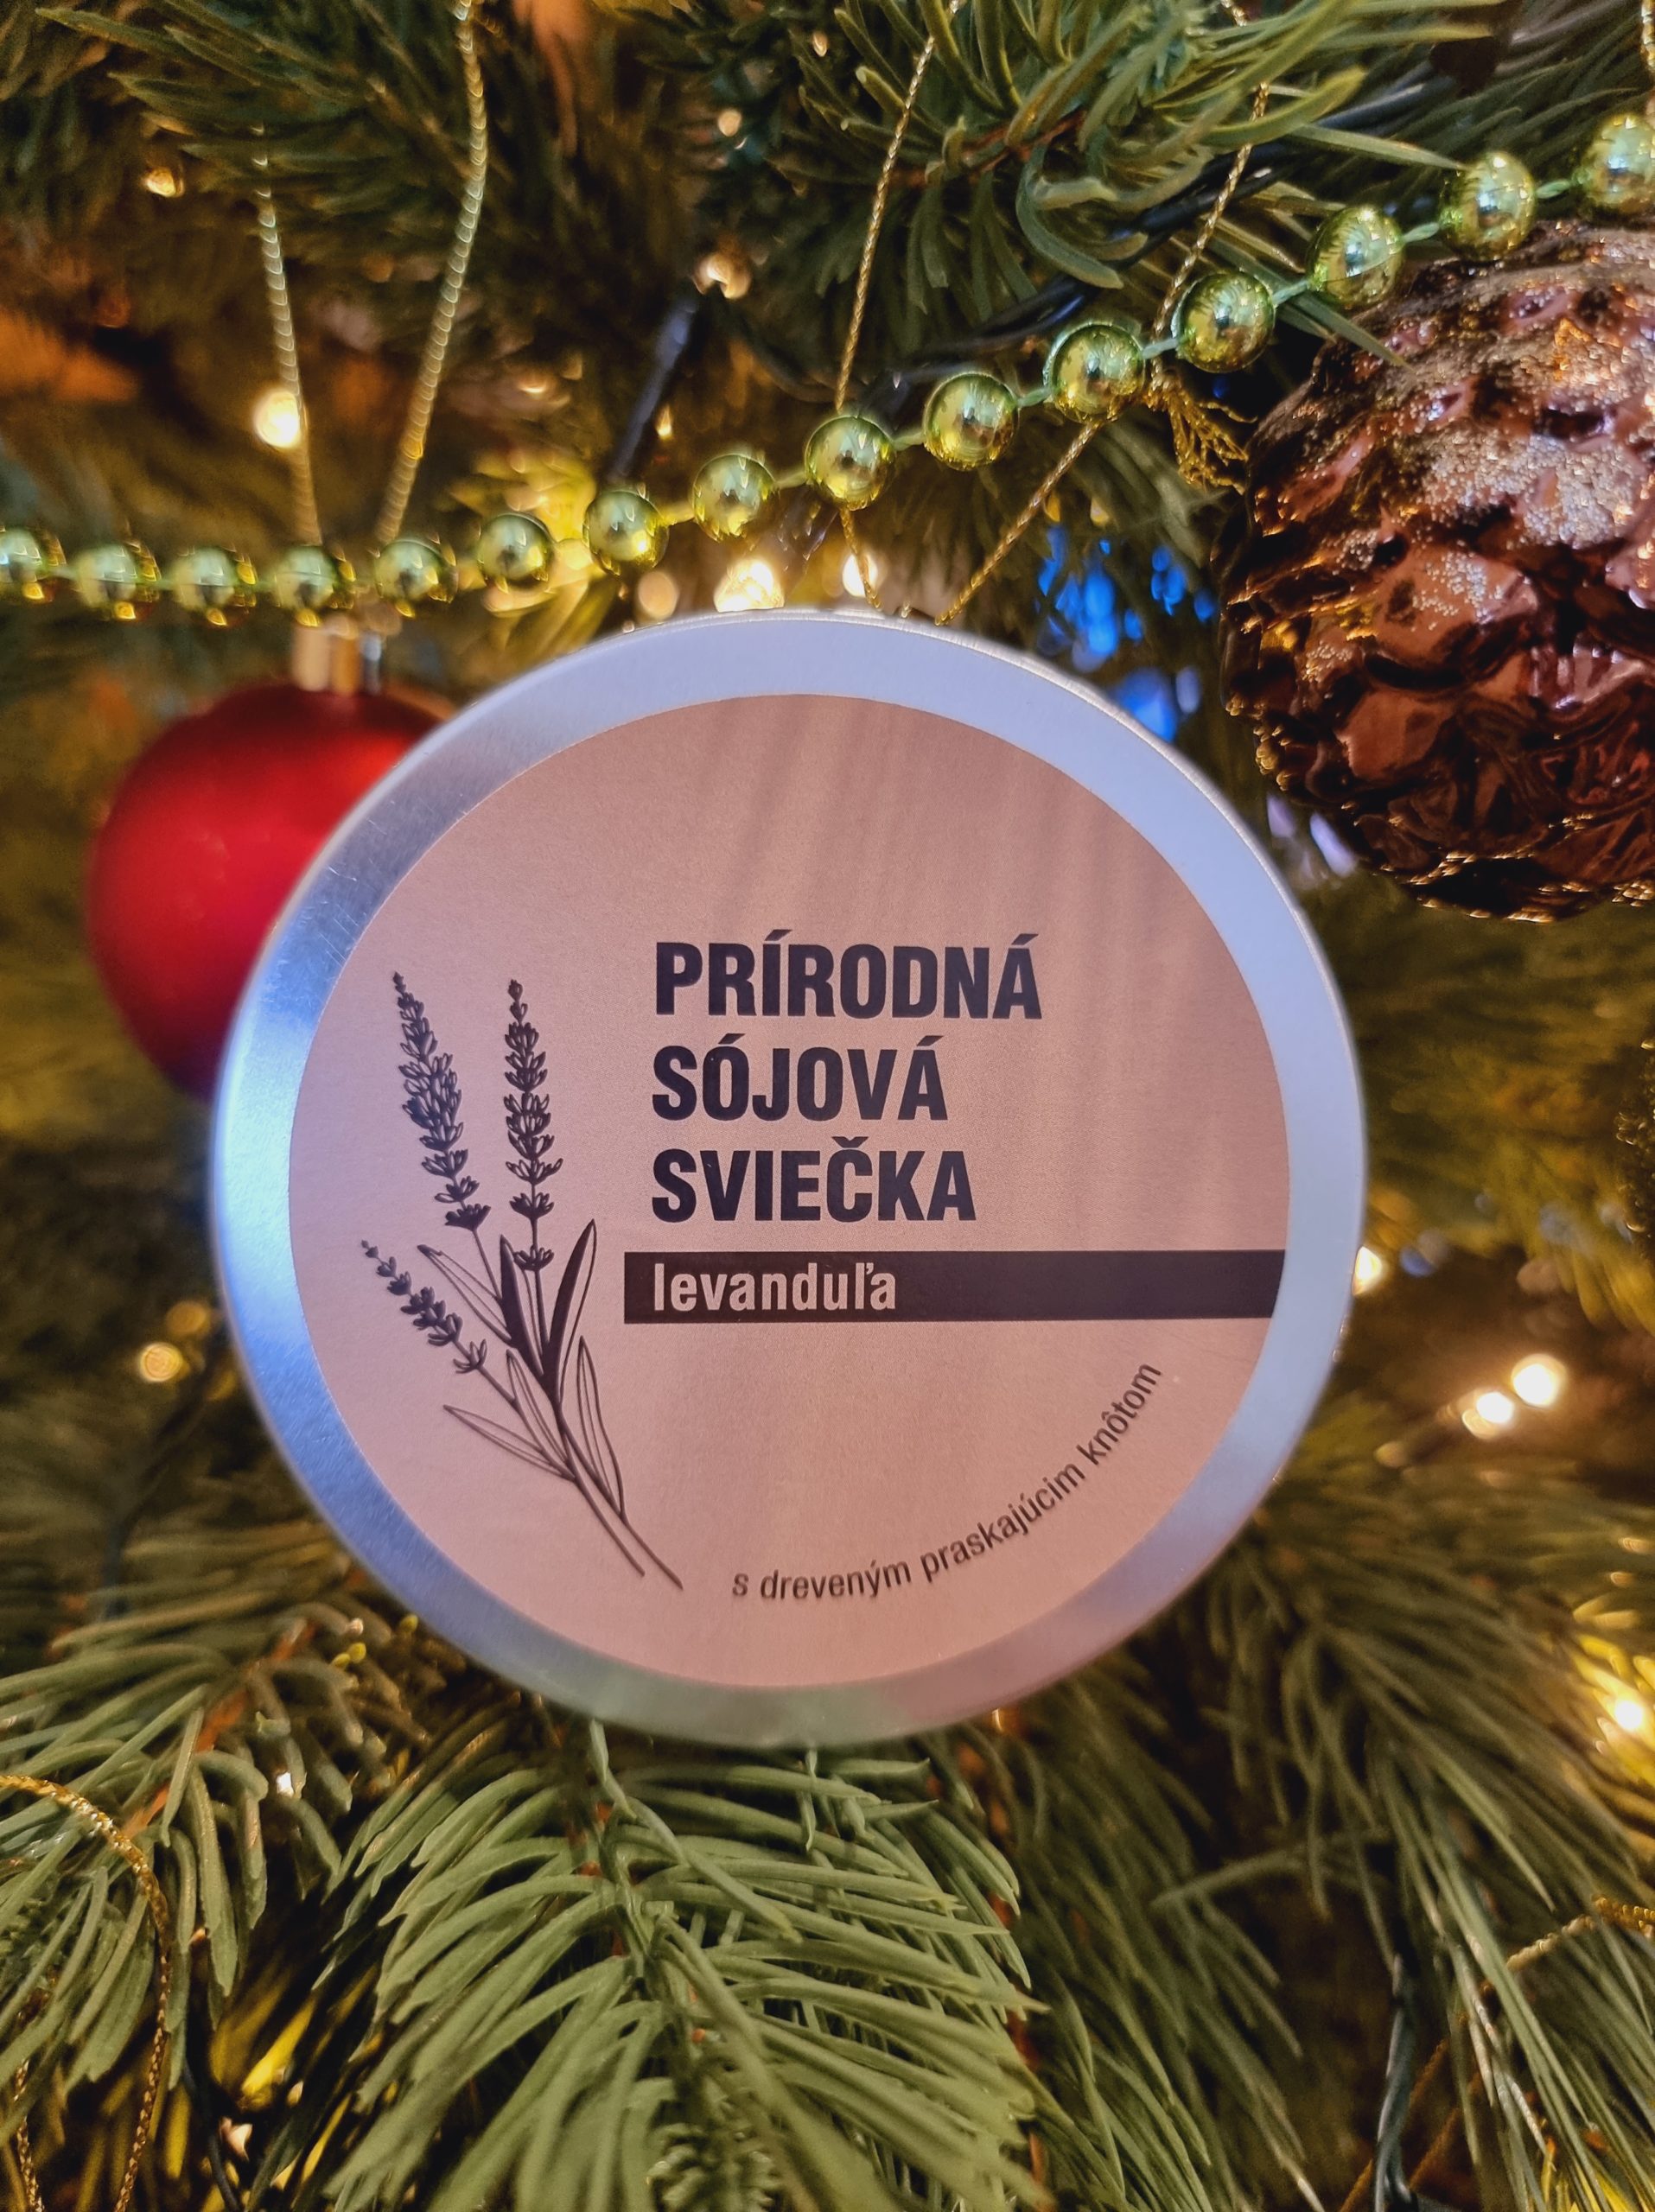 PRÍRODNÁ
SÓJOVÁ
SVIEČKA
levanduľa
s dreveným praskajúcim knôtom